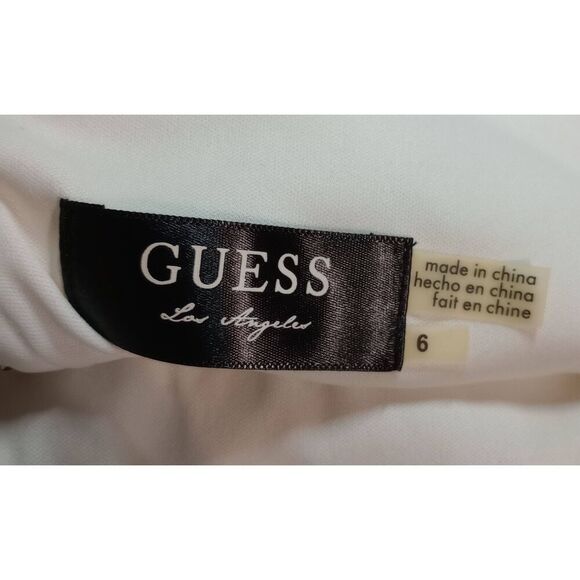 GUESS
Los Angeles
made in china
hecho en china
fait en chine
6